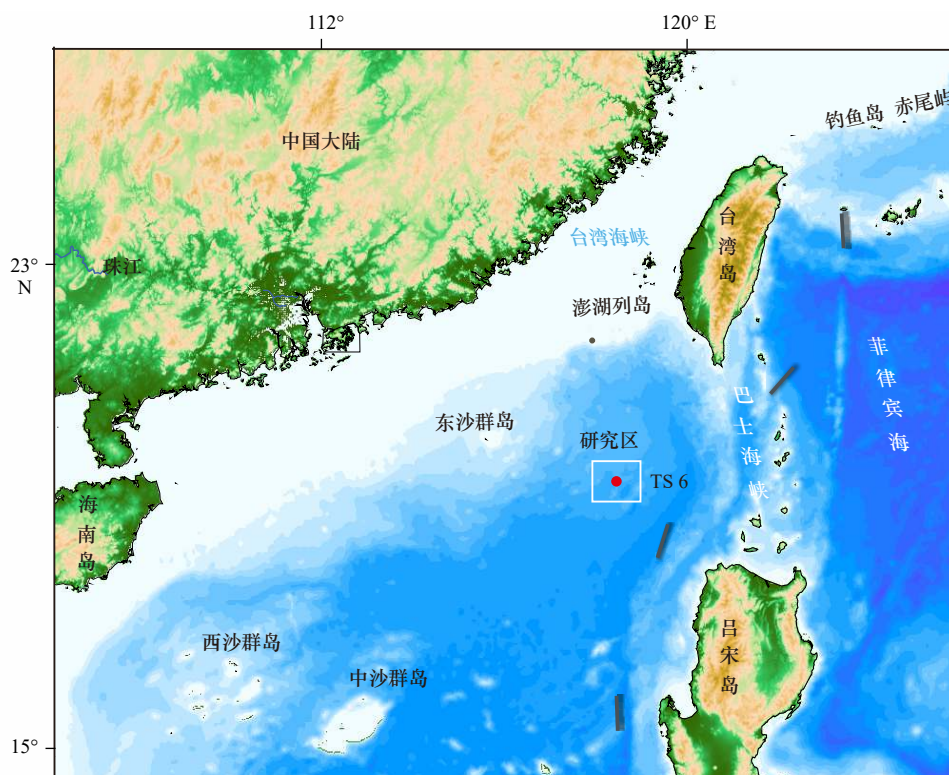 112°
120° E
钓鱼岛 赤尾屿
中国大陆
台湾岛
台湾海峡
23°
N
珠江
澎湖列岛
菲律宾海
巴士海峡
东沙群岛
研究区
TS 6
海南岛
吕宋岛
西沙群岛
中沙群岛
15°